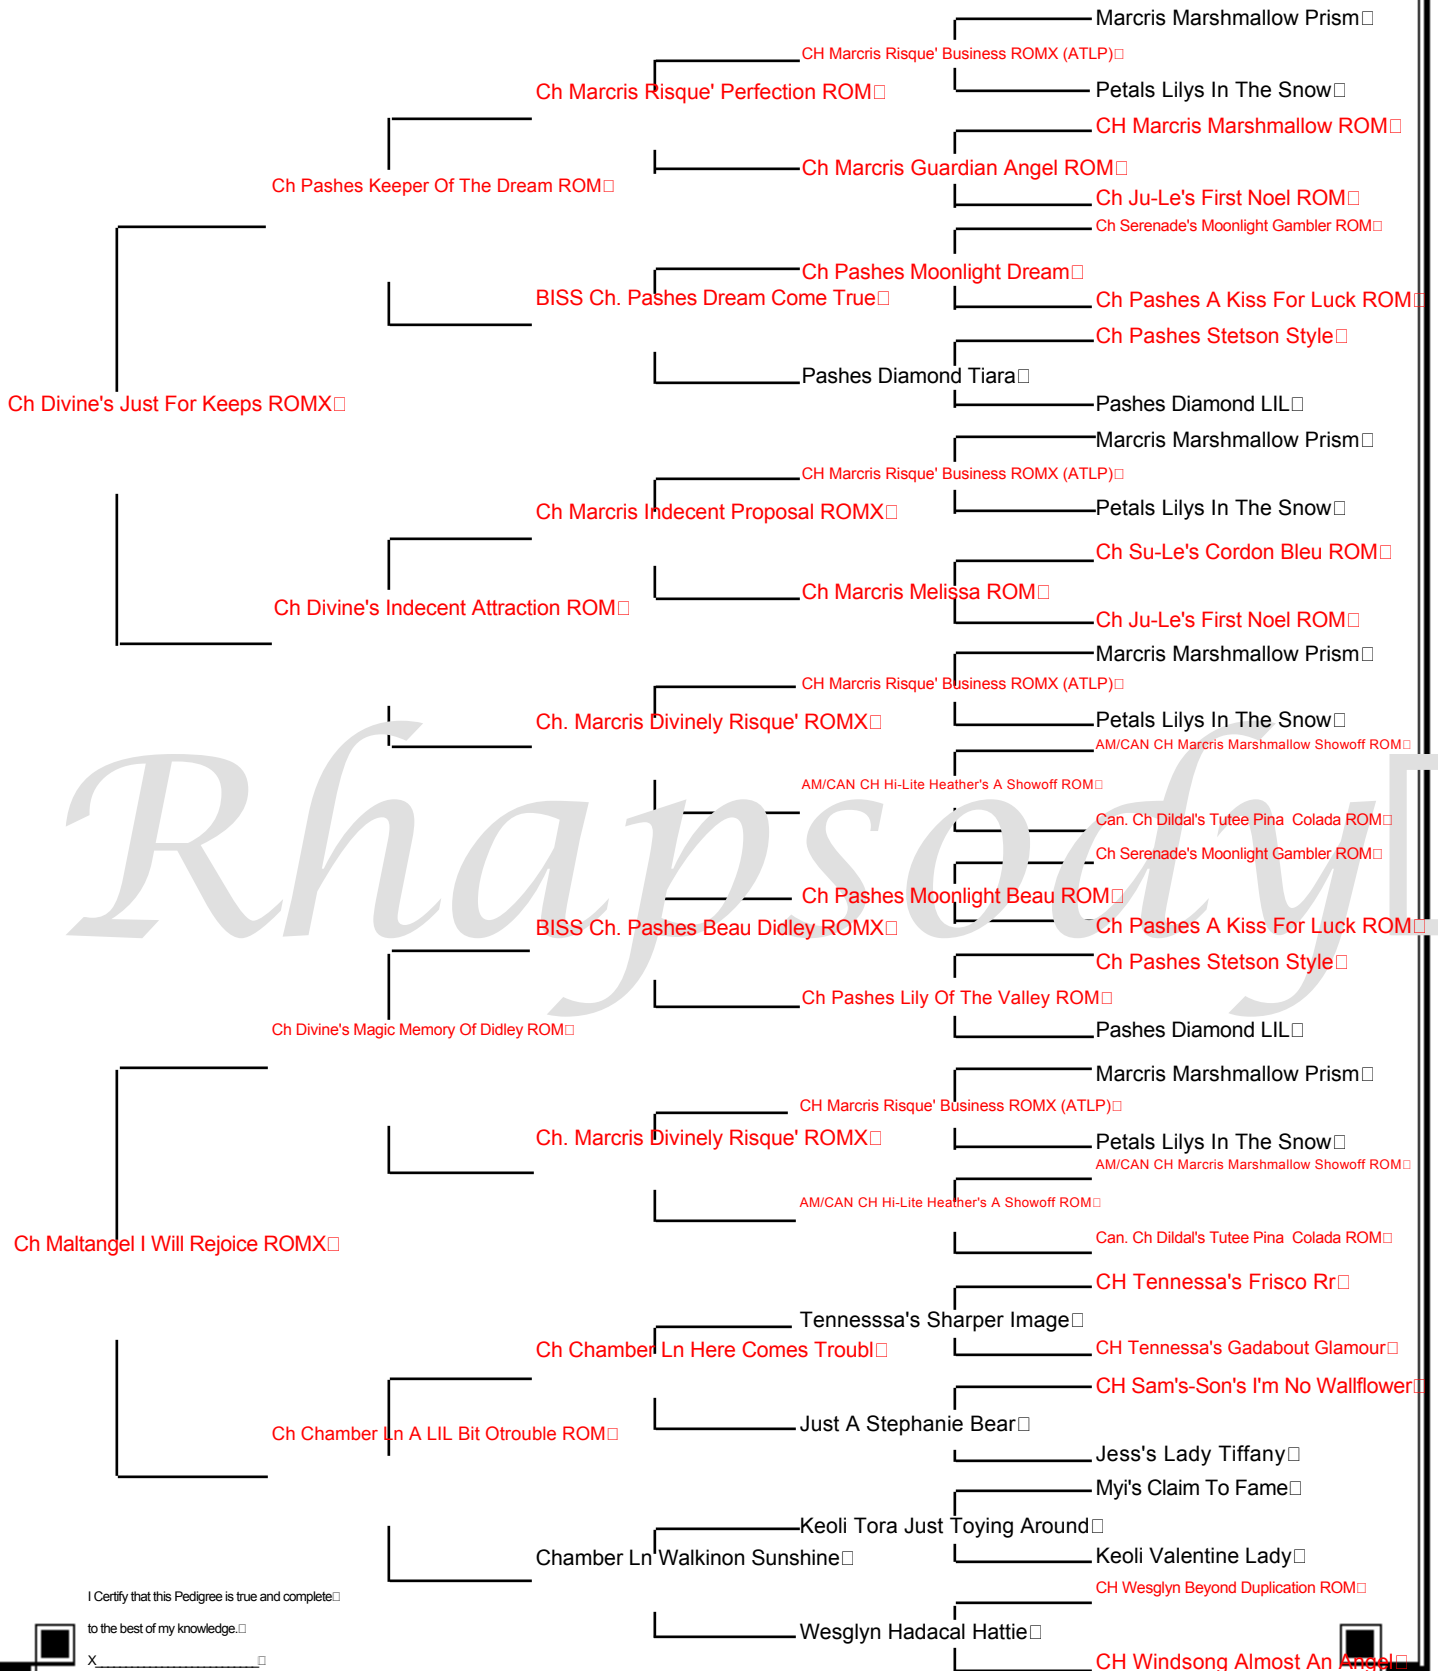 Marcris Marshmallow Prism
CH Marcris Risque' Business ROMX (ATLP)
Ch Marcris Risque' Perfection ROM
Petals Lilys In The Snow
CH Marcris Marshmallow ROM
Ch Marcris Guardian Angel ROM
Ch Pashes Keeper Of The Dream ROM
Ch Ju-Le's First Noel ROM
Ch Serenade's Moonlight Gambler ROM
Ch Pashes Moonlight Dream
BISS Ch. Pashes Dream Come True
Ch Pashes A Kiss For Luck ROM
Ch Pashes Stetson Style
Pashes Diamond Tiara
Ch Divine's Just For Keeps ROMX
Pashes Diamond LIL
Marcris Marshmallow Prism
CH Marcris Risque' Business ROMX (ATLP)
Ch Marcris Indecent Proposal ROMX
Petals Lilys In The Snow
Ch Su-Le's Cordon Bleu ROM
Ch Marcris Melissa ROM
Ch Divine's Indecent Attraction ROM
Ch Ju-Le's First Noel ROM
Marcris Marshmallow Prism
CH Marcris Risque' Business ROMX (ATLP)
Ch. Marcris Divinely Risque' ROMX
Petals Lilys In The Snow
AM/CAN CH Marcris Marshmallow Showoff ROM
AM/CAN CH Hi-Lite Heather's A Showoff ROM
Can. Ch Dildal's Tutee Pina Colada ROM
Rhapsody
Ch Serenade's Moonlight Gambler ROM
Ch Pashes Moonlight Beau ROM
BISS Ch. Pashes Beau Didley ROMX
Ch Pashes A Kiss For Luck ROM
Ch Pashes Stetson Style
Ch Pashes Lily Of The Valley ROM
Ch Divine's Magic Memory Of Didley ROM
Pashes Diamond LIL
Marcris Marshmallow Prism
CH Marcris Risque' Business ROMX (ATLP)
Ch. Marcris Divinely Risque' ROMX
Petals Lilys In The Snow
AM/CAN CH Marcris Marshmallow Showoff ROM
AM/CAN CH Hi-Lite Heather's A Showoff ROM
Ch Maltangel I Will Rejoice ROMX
Can. Ch Dildal's Tutee Pina Colada ROM
CH Tennessa's Frisco Rr
Tennesssa's Sharper Image
Ch Chamber Ln Here Comes Troubl
CH Tennessa's Gadabout Glamour
CH Sam's-Son's I'm No Wallflower
Just A Stephanie Bear
Ch Chamber Ln A LIL Bit Otrouble ROM
Jess's Lady Tiffany
Myi's Claim To Fame
Keoli Tora Just Toying Around
Chamber Ln Walkinon Sunshine
Keoli Valentine Lady
CH Wesglyn Beyond Duplication ROM
I Certify that this Pedigree is true and complete
to the best of my knowledge.
Wesglyn Hadacal Hattie
X___________________________
CH Windsong Almost An Angel